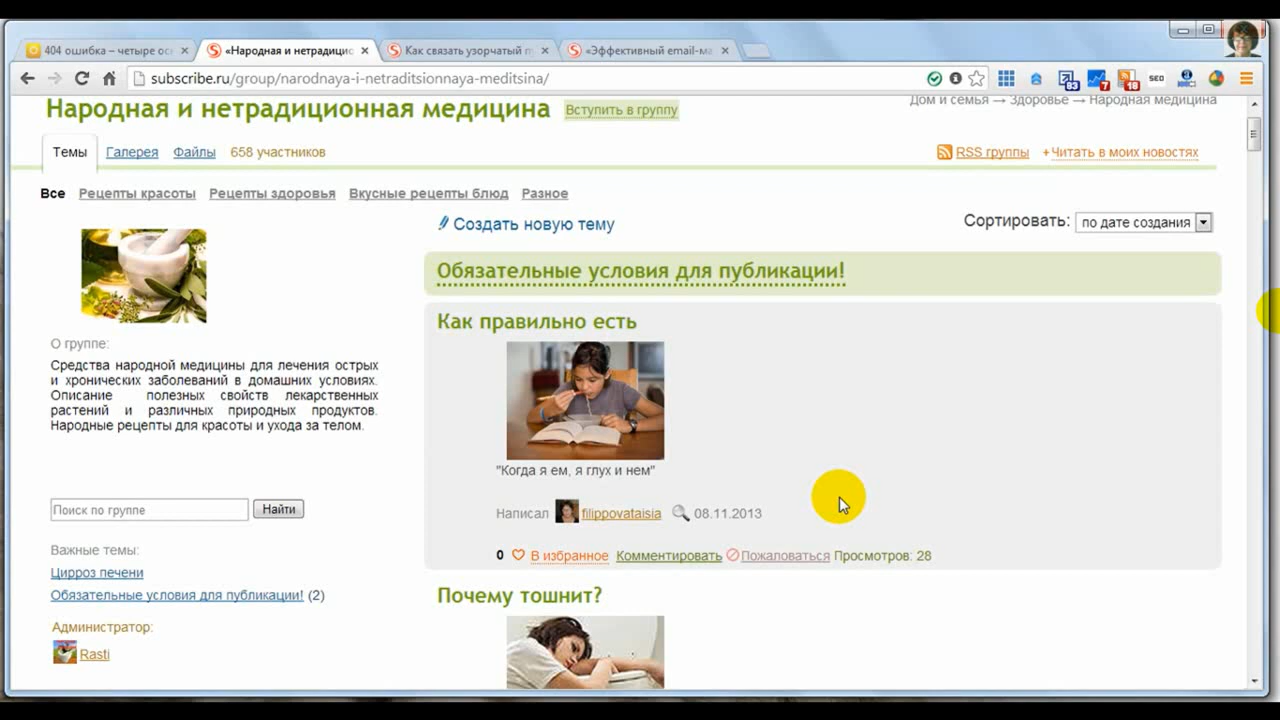 404 ошибка – четыре ос
«Народная и нетрадицио
Как связать узорчатый п
«Эффективный email-ма
subscribe.ru/group/narodnaya-i-netraditsionnaya-meditsina/
83
7
18
SEO
Народная и нетрадиционная медицина
Вступить в группу
Дом и семья → Здоровье → Народная медицина
Темы
Галерея
Файлы
658 участников
RSS группы
+Читать в моих новостях
Все
Рецепты красоты
Рецепты здоровья
Вкусные рецепты блюд
Разное
Создать новую тему
Сортировать:
по дате создания
Обязательные условия для публикации!
Как правильно есть
"Когда я ем, я глух и нем"
Написал
filippovataisia
08.11.2013
0
В избранное
Комментировать
Пожаловаться
Просмотров: 28
Почему тошнит?
О группе:
Средства народной медицины для лечения острых
и хронических заболеваний в домашних условиях.
Описание полезных свойств лекарственных
растений и различных природных продуктов.
Народные рецепты для красоты и ухода за телом.
Поиск по группе
Найти
Важные темы:
Цирроз печени
Обязательные условия для публикации! (2)
Администратор:
Rasti